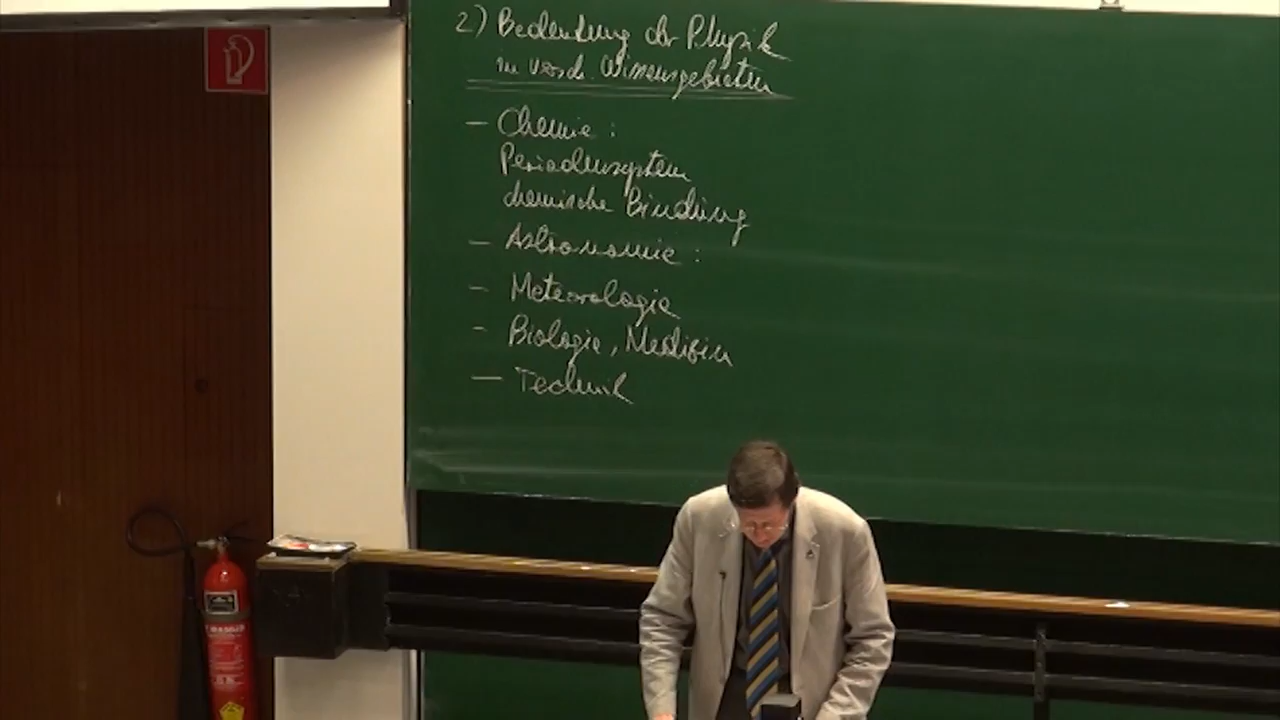 2) Bedeutung der Physik
in versch. Wissensgebieten
– Chemie :
Periodensystem
chemische Bindung
– Astronomie :
– Meteorologie
– Biologie, Medizin
– Technik